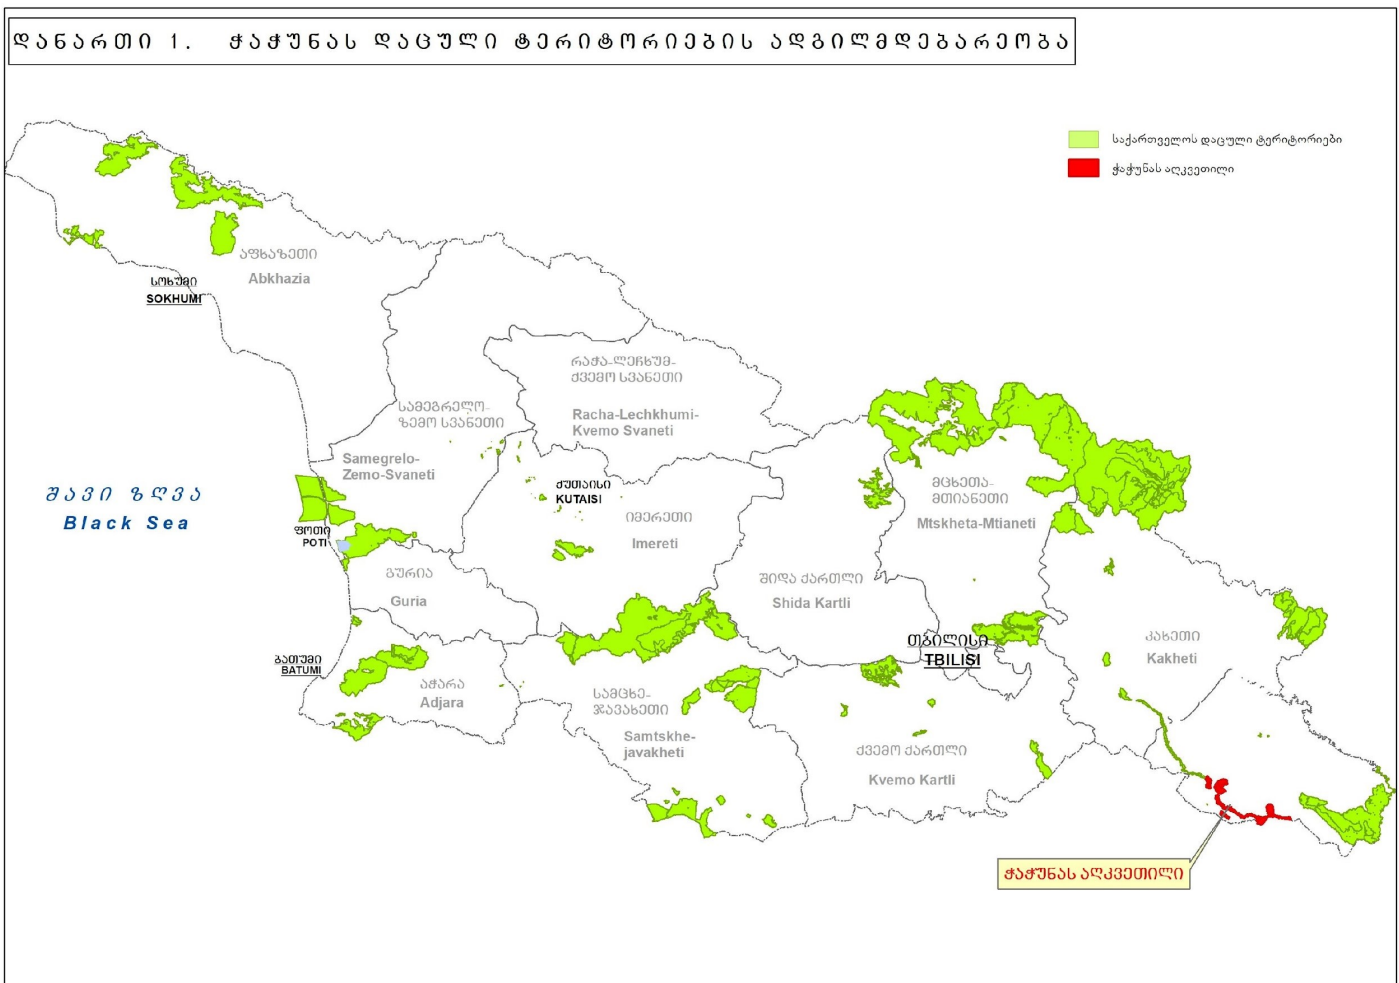 დანართი 1. ჭაჭუნას დაცული ტერიტორიების ადგილმდებარეობა
საქართველოს დაცული ტერიტორიები
ჭაჭუნას აღკვეთილი
აფხაზეთი
Abkhazia
სოხუმი
SOKHUMI
რაჭა-ლეჩხუმ-
ქვემო სვანეთი
Racha-Lechkhumi-
Kvemo Svaneti
სამეგრელო-
ზემო სვანეთი
Samegrelo-
Zemo-Svaneti
შავი ზღვა
Black Sea
ქუთაისი
KUTAISI
იმერეთი
Imereti
მცხეთა-
მთიანეთი
Mtskheta-Mtianeti
ფოთი
POTI
გურია
Guria
შიდა ქართლი
Shida Kartli
თბილისი
TBILISI
კახეთი
Kakheti
ბათუმი
BATUMI
აჭარა
Adjara
სამცხე-
ჯავახეთი
Samtskhe-
javakheti
ქვემო ქართლი
Kvemo Kartli
ჭაჭუნას აღკვეთილი